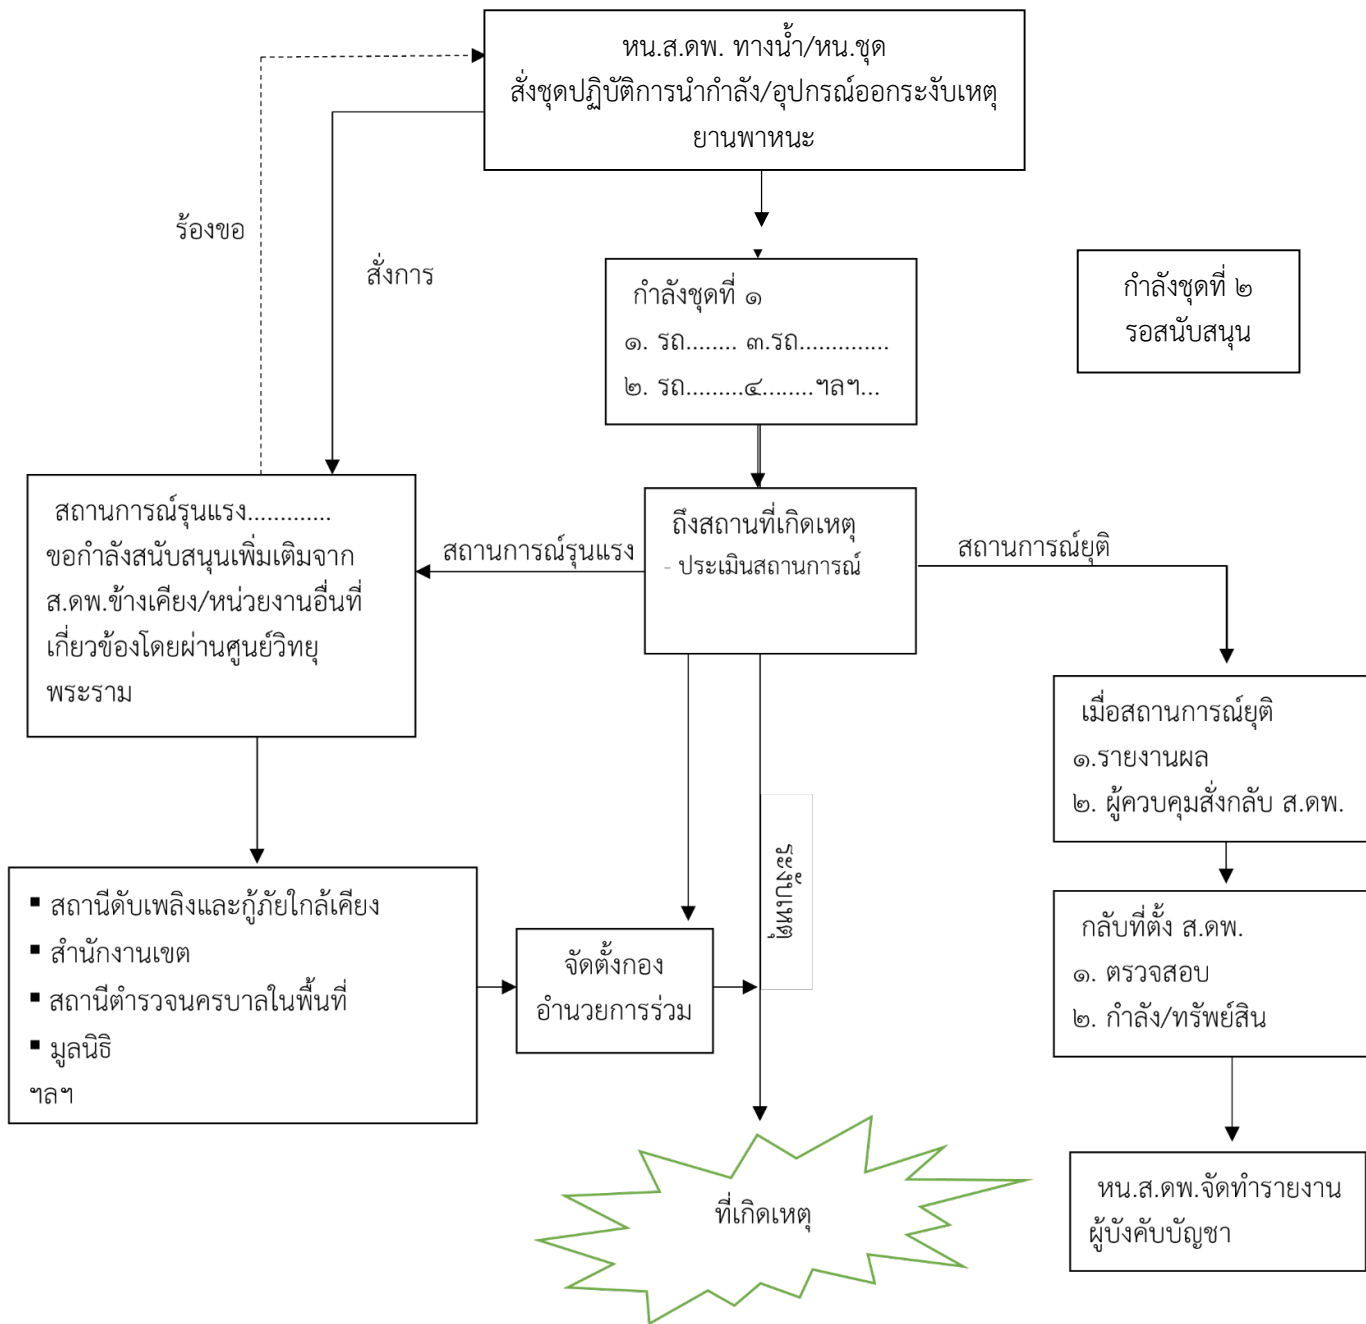 หน.ส.ดพ. ทางน้ำ/หน.ชุด
สั่งชุดปฏิบัติการนำกำลัง/อุปกรณ์ออกระงับเหตุ
ยานพาหนะ
ร้องขอ
สั่งการ
กำลังชุดที่ ๑
๑. รถ........ ๓.รถ..............
๒. รถ.........๔........ฯลฯ...
กำลังชุดที่ ๒
รอสนับสนุน
สถานการณ์รุนแรง.............
ขอกำลังสนับสนุนเพิ่มเติมจาก
ส.ดพ.ข้างเคียง/หน่วยงานอื่นที่
เกี่ยวข้องโดยผ่านศูนย์วิทยุ
พระราม
สถานการณ์รุนแรง
ถึงสถานที่เกิดเหตุ
- ประเมินสถานการณ์
สถานการณ์ยุติ
เมื่อสถานการณ์ยุติ
๑.รายงานผล
๒. ผู้ควบคุมสั่งกลับ ส.ดพ.
ระงับเหตุ
▪ สถานีดับเพลิงและกู้ภัยใกล้เคียง
▪ สำนักงานเขต
▪ สถานีตำรวจนครบาลในพื้นที่
▪ มูลนิธิ
ฯลฯ
จัดตั้งกอง
อำนวยการร่วม
กลับที่ตั้ง ส.ดพ.
๑. ตรวจสอบ
๒. กำลัง/ทรัพย์สิน
ที่เกิดเหตุ
หน.ส.ดพ.จัดทำรายงาน
ผู้บังคับบัญชา